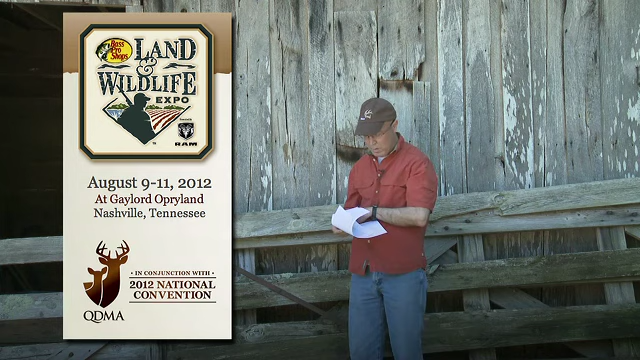 Bass Pro Shops
LAND
&
WILDLIFE
EXPO
RAM
August 9-11, 2012
At Gaylord Opryland
Nashville, Tennessee
• IN CONJUNCTION WITH •
2012 NATIONAL
CONVENTION
QDMA